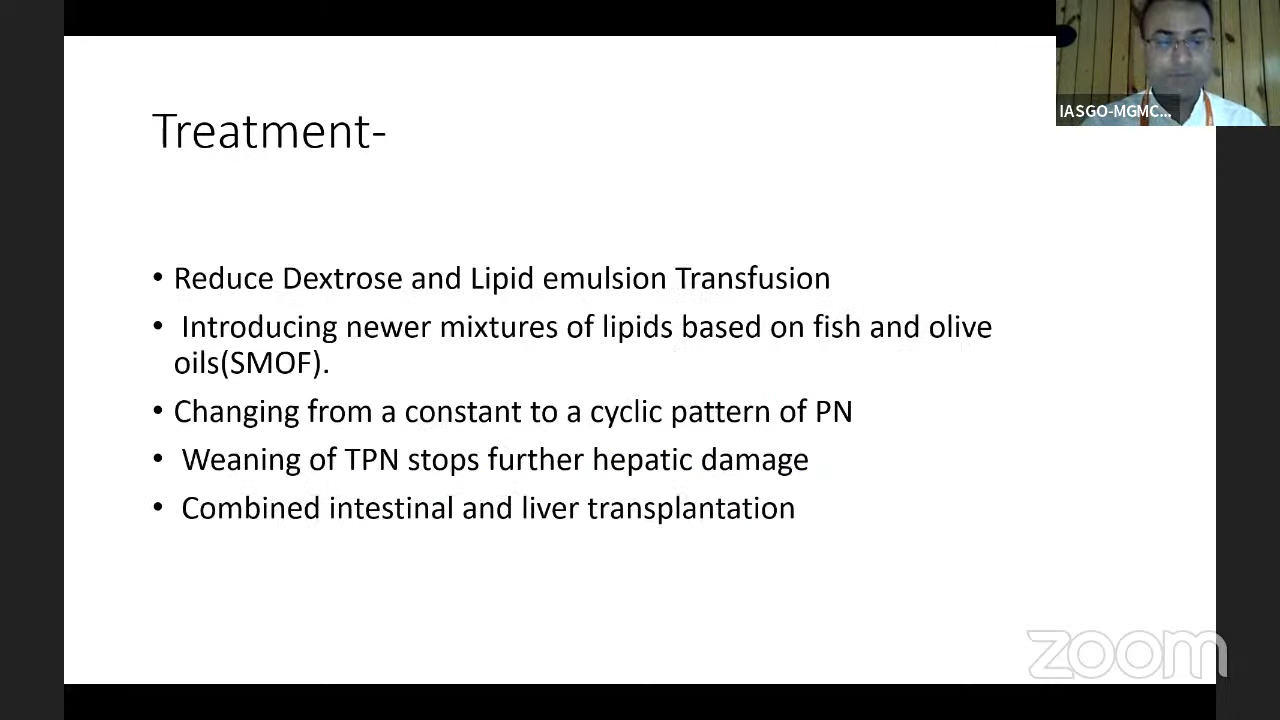 IASGO-MGMC...
Treatment-
• Reduce Dextrose and Lipid emulsion Transfusion
• Introducing newer mixtures of lipids based on fish and olive
oils(SMOF).
• Changing from a constant to a cyclic pattern of PN
• Weaning of TPN stops further hepatic damage
• Combined intestinal and liver transplantation
zoom